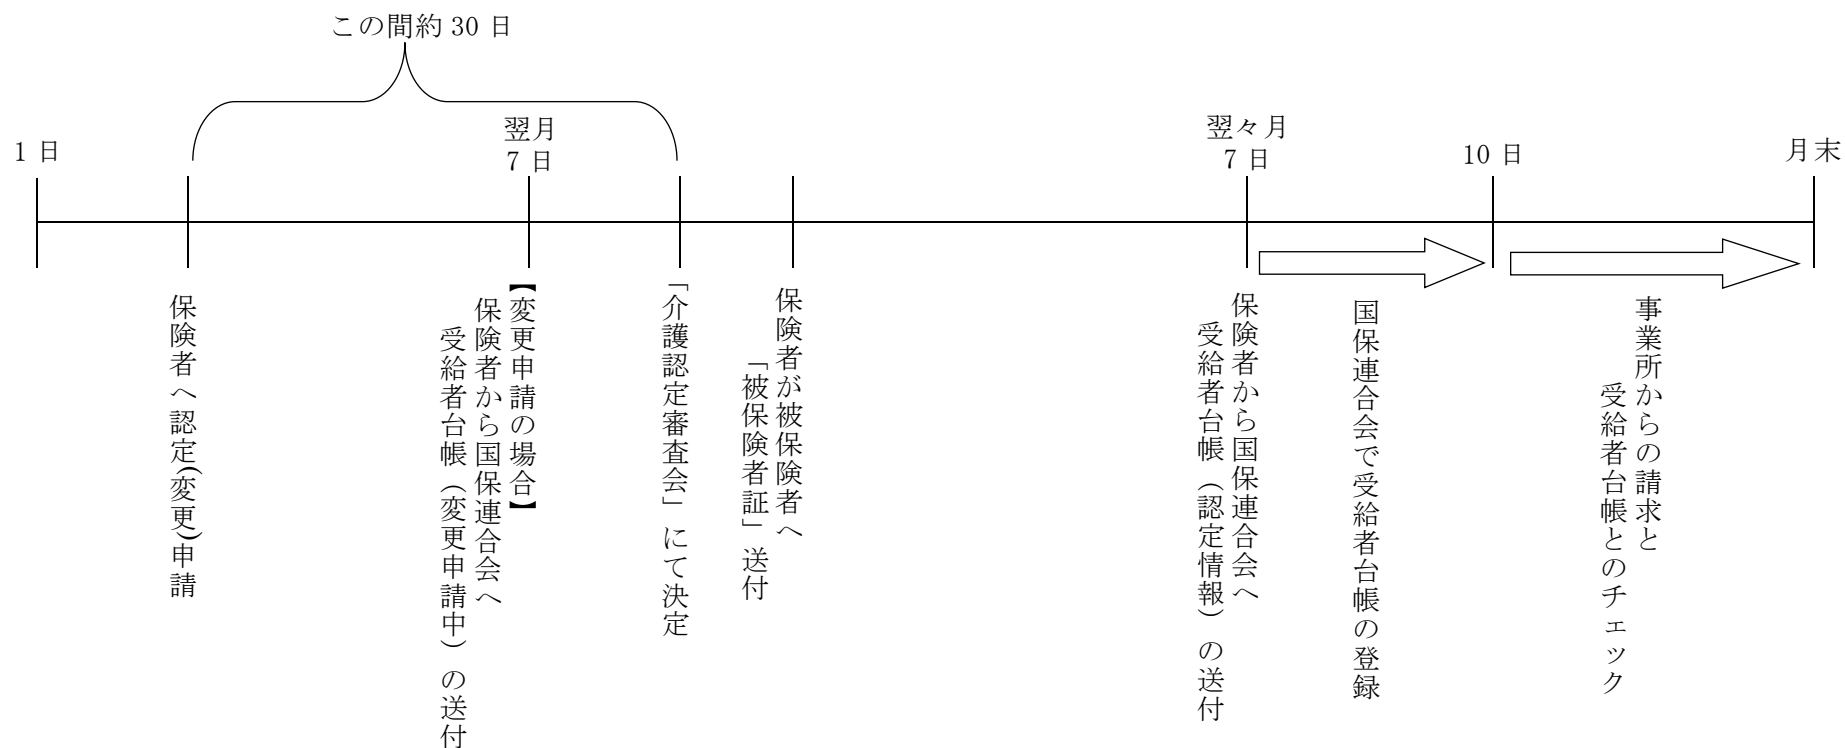 この間約 30 日
1 日
翌月
7 日
翌々月
7 日
10 日
月末
保険者へ認定(変更)申請
【変更申請の場合】
保険者から国保連合会へ
受給者台帳（変更申請中）の送付
「介護認定審査会」にて決定
保険者が被保険者へ
「被保険者証」送付
保険者から国保連合会へ
受給者台帳（認定情報）の送付
国保連合会で受給者台帳の登録
事業所からの請求と
受給者台帳とのチェック